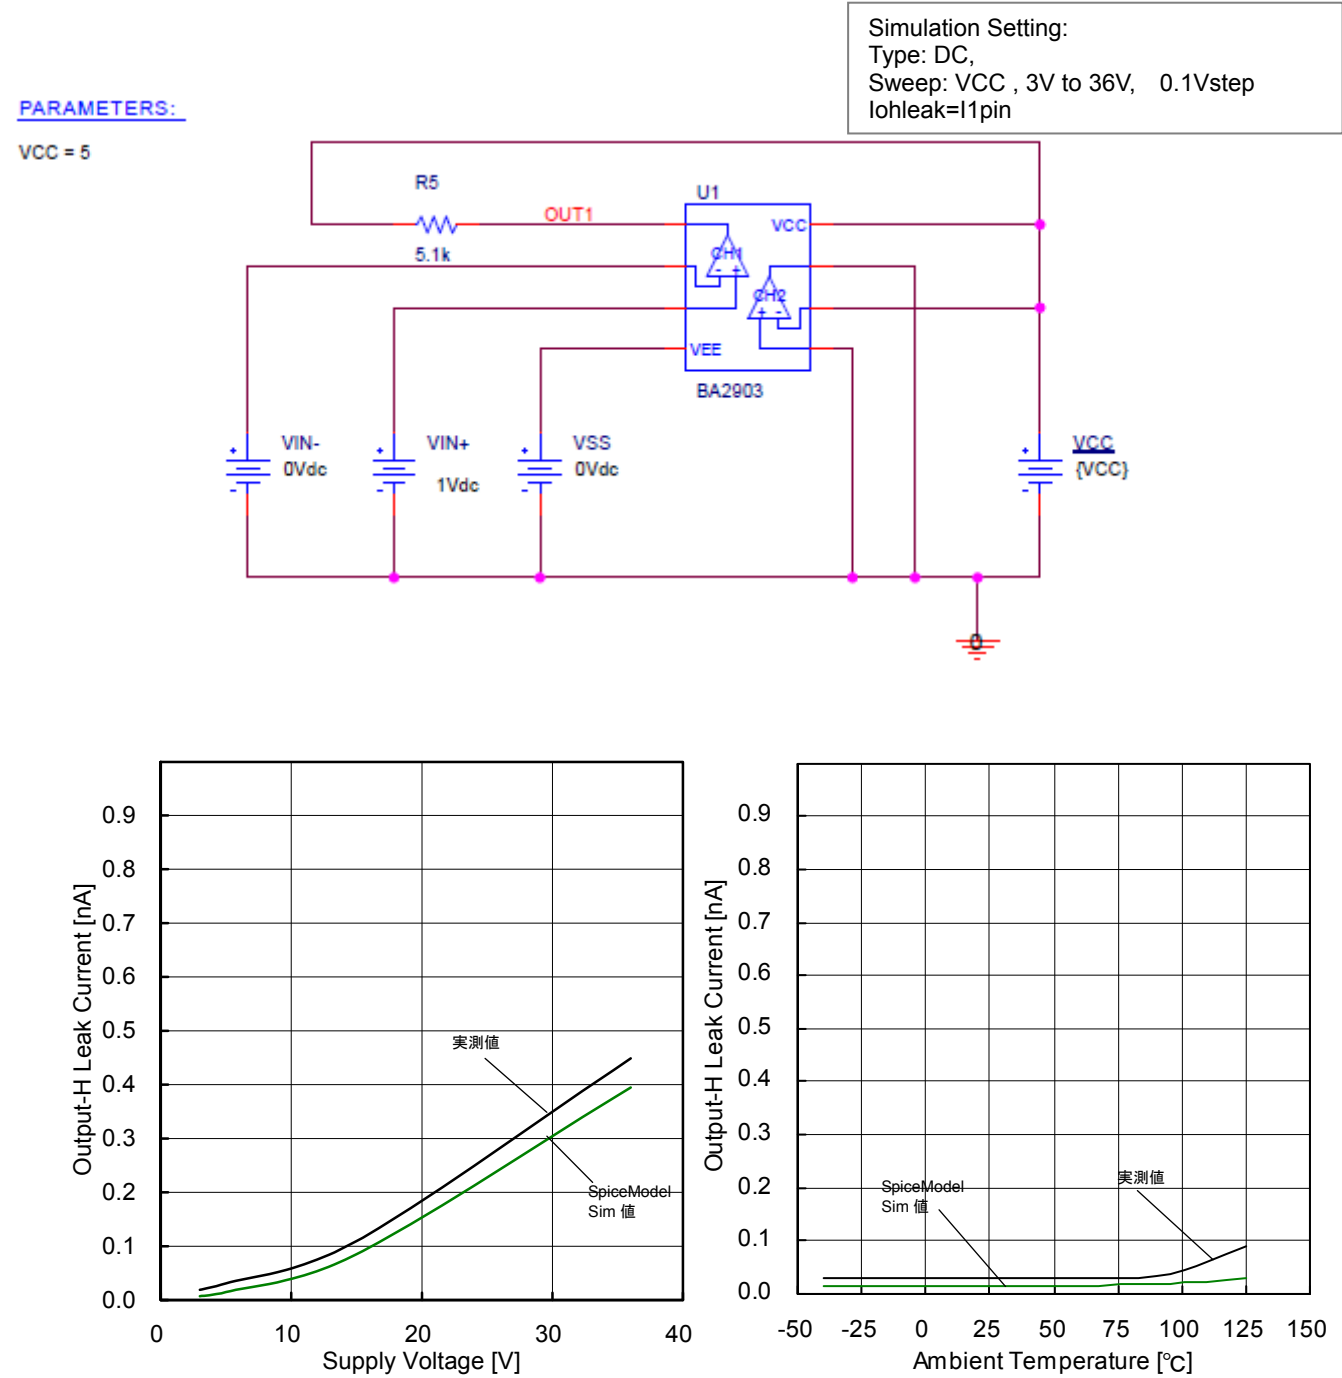 Simulation Setting:
Type: DC,
Sweep: VCC , 3V to 36V, 0.1Vstep
Iohleak=I1pin
PARAMETERS:
VCC = 5
R5
5.1k
OUT1
U1
VCC
CH1
- +
CH2
+ -
VEE
BA2903
+
VIN-
0Vdc
-
+
VIN+
1Vdc
-
+
VSS
0Vdc
-
+
VCC
{VCC}
-
0
Output-H Leak Current [nA]
0.9
0.8
0.7
0.6
0.5
0.4
0.3
0.2
0.1
0.0
実測値
SpiceModel
Sim 値
0 10 20 30 40
Supply Voltage [V]
Output-H Leak Current [nA]
0.9
0.8
0.7
0.6
0.5
0.4
0.3
0.2
0.1
0.0
SpiceModel
Sim 値
実測値
-50 -25 0 25 50 75 100 125 150
Ambient Temperature [°C]